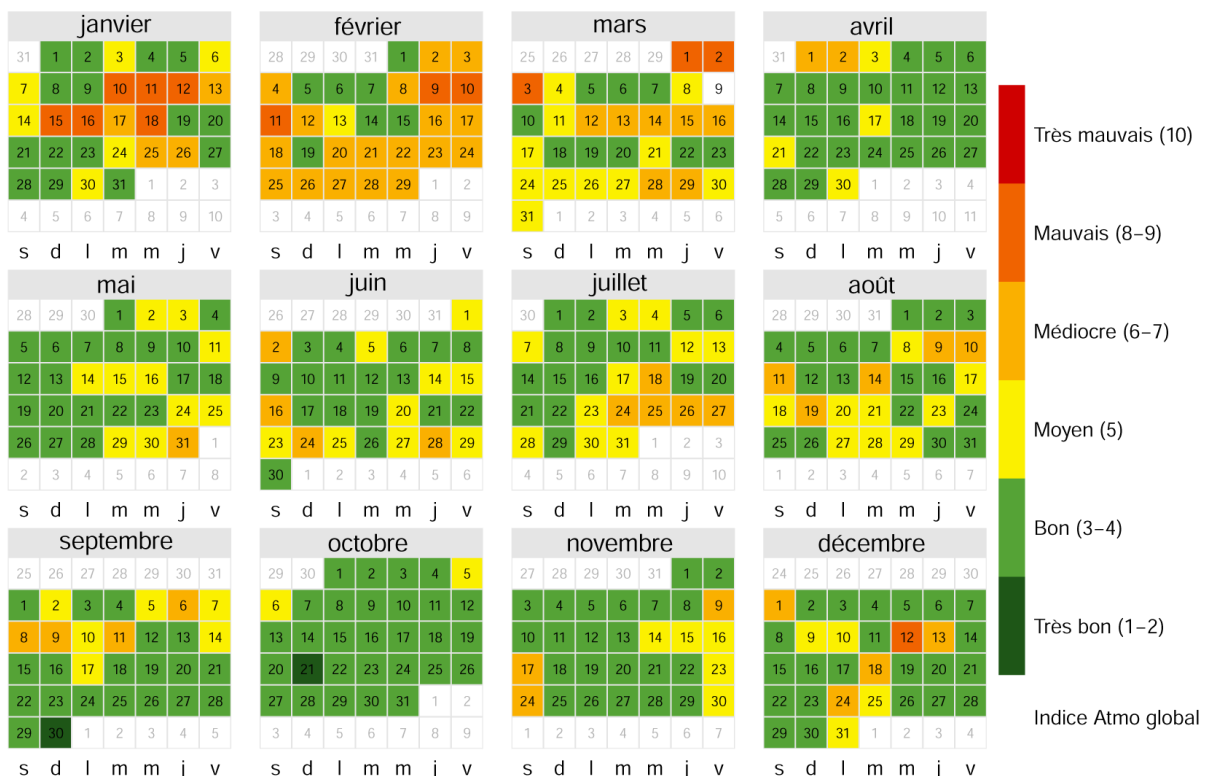 janvier février mars avril
31 1 2 3 4 5 6 28 29 30 31 1 2 3 25 26 27 28 29 1 2 31 1 2 3 4 5 6
7 8 9 10 11 12 13 4 5 6 7 8 9 10 3 4 5 6 7 8 9 7 8 9 10 11 12 13
14 15 16 17 18 19 20 11 12 13 14 15 16 17 10 11 12 13 14 15 16 14 15 16 17 18 19 20
21 22 23 24 25 26 27 18 19 20 21 22 23 24 17 18 19 20 21 22 23 21 22 23 24 25 26 27
28 29 30 31 1 2 3 25 26 27 28 29 1 2 24 25 26 27 28 29 30 28 29 30 1 2 3 4
4 5 6 7 8 9 10 3 4 5 6 7 8 9 31 1 2 3 4 5 6 5 6 7 8 9 10 11
s d l m m j v s d l m m j v s d l m m j v s d l m m j v
mai juin juillet août
28 29 30 1 2 3 4 26 27 28 29 30 31 1 30 1 2 3 4 5 6 28 29 30 31 1 2 3
5 6 7 8 9 10 11 2 3 4 5 6 7 8 7 8 9 10 11 12 13 4 5 6 7 8 9 10
12 13 14 15 16 17 18 9 10 11 12 13 14 15 14 15 16 17 18 19 20 11 12 13 14 15 16 17
19 20 21 22 23 24 25 16 17 18 19 20 21 22 21 22 23 24 25 26 27 18 19 20 21 22 23 24
26 27 28 29 30 31 1 23 24 25 26 27 28 29 28 29 30 31 1 2 3 25 26 27 28 29 30 31
2 3 4 5 6 7 8 30 1 2 3 4 5 6 4 5 6 7 8 9 10 1 2 3 4 5 6 7
s d l m m j v s d l m m j v s d l m m j v s d l m m j v
septembre octobre novembre décembre
25 26 27 28 29 30 31 29 30 1 2 3 4 5 27 28 29 30 31 1 2 24 25 26 27 28 29 30
1 2 3 4 5 6 7 6 7 8 9 10 11 12 3 4 5 6 7 8 9 1 2 3 4 5 6 7
8 9 10 11 12 13 14 13 14 15 16 17 18 19 10 11 12 13 14 15 16 8 9 10 11 12 13 14
15 16 17 18 19 20 21 20 21 22 23 24 25 26 17 18 19 20 21 22 23 15 16 17 18 19 20 21
22 23 24 25 26 27 28 27 28 29 30 31 1 2 24 25 26 27 28 29 30 22 23 24 25 26 27 28
29 30 1 2 3 4 5 3 4 5 6 7 8 9 1 2 3 4 5 6 7 29 30 31 1 2 3 4
s d l m m j v s d l m m j v s d l m m j v s d l m m j v
Très mauvais (10)
Mauvais (8–9)
Médiocre (6–7)
Moyen (5)
Bon (3–4)
Très bon (1–2)
Indice Atmo global